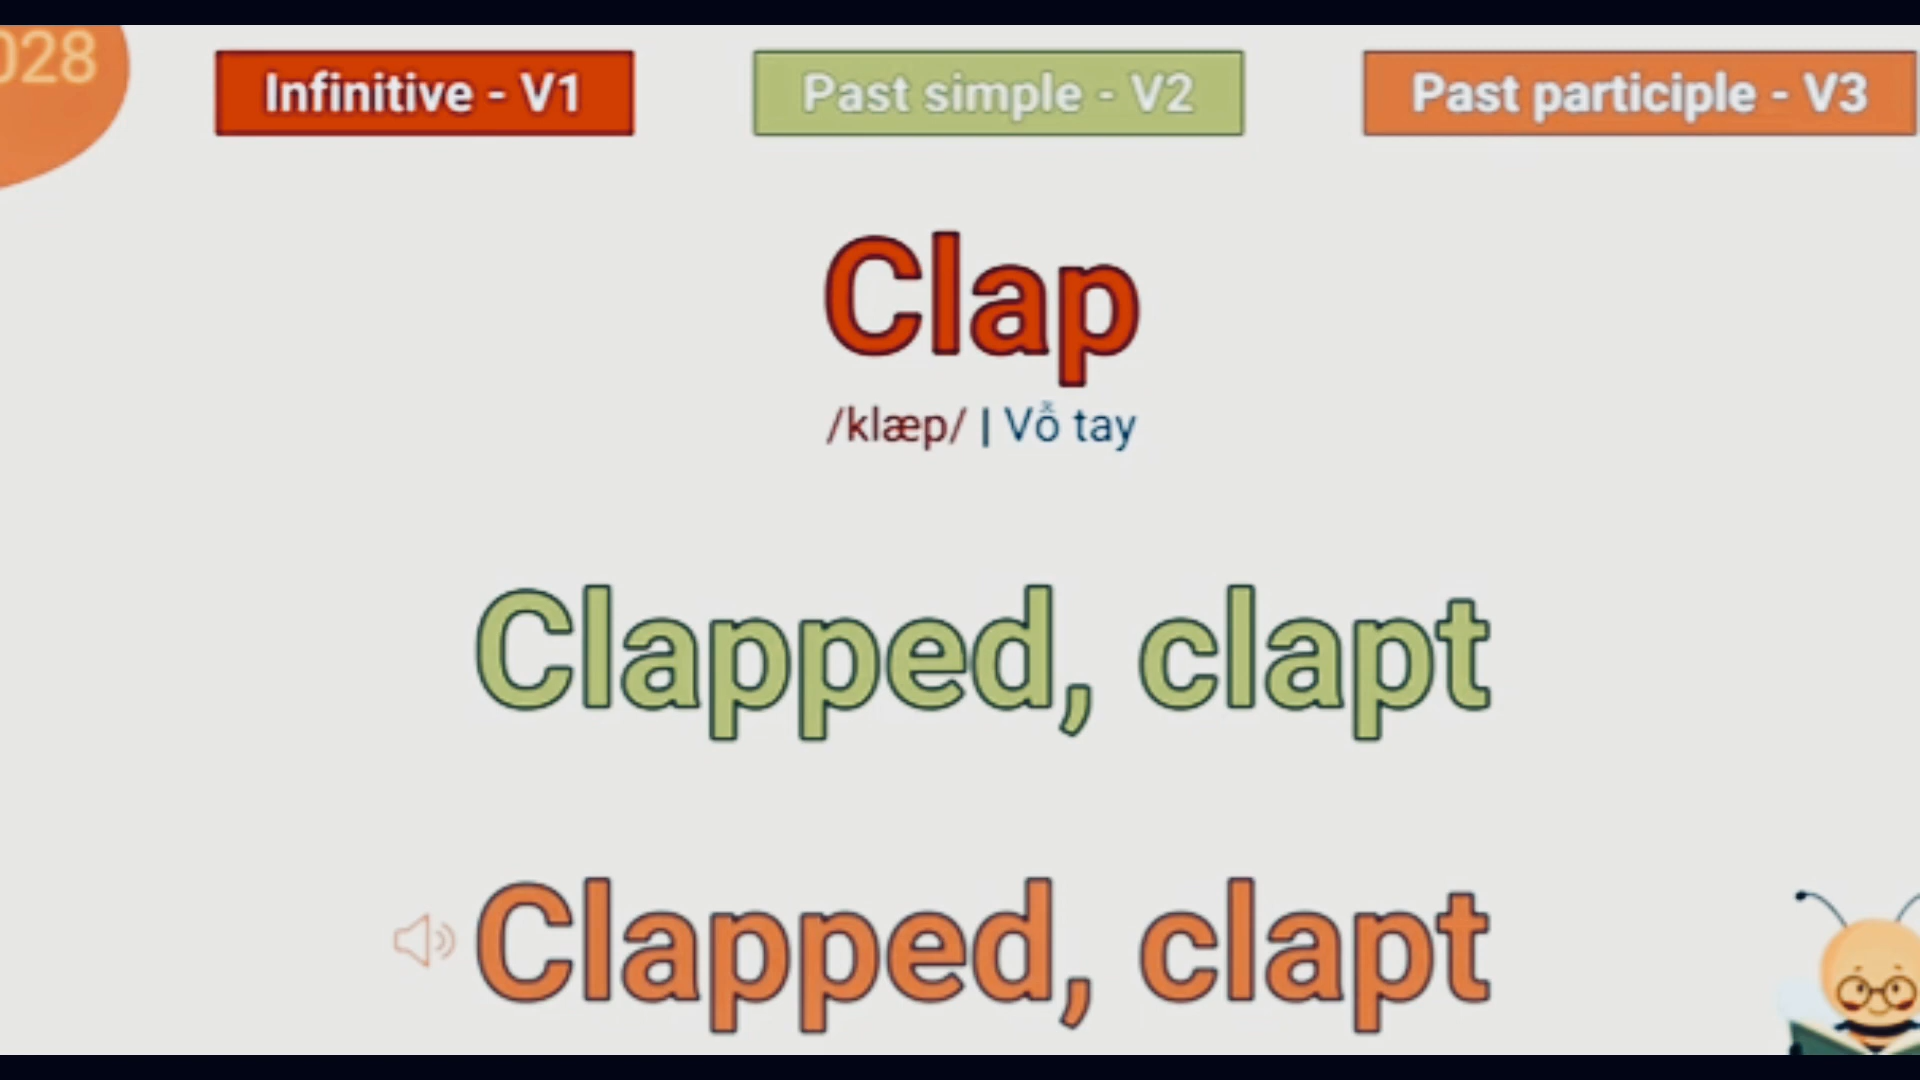 028
Infinitive - V1
Past simple - V2
Past participle - V3
Clap
/klæp/ | Vỗ tay
Clapped, clapt
Clapped, clapt